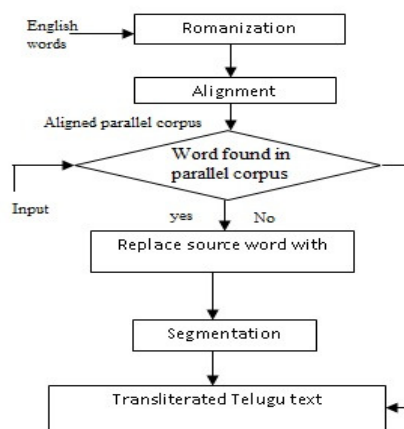 English
words
Romanization
Alignment
Aligned parallel corpus
Word found in
parallel corpus
Input
yes
No
Replace source word with
Segmentation
Transliterated Telugu text